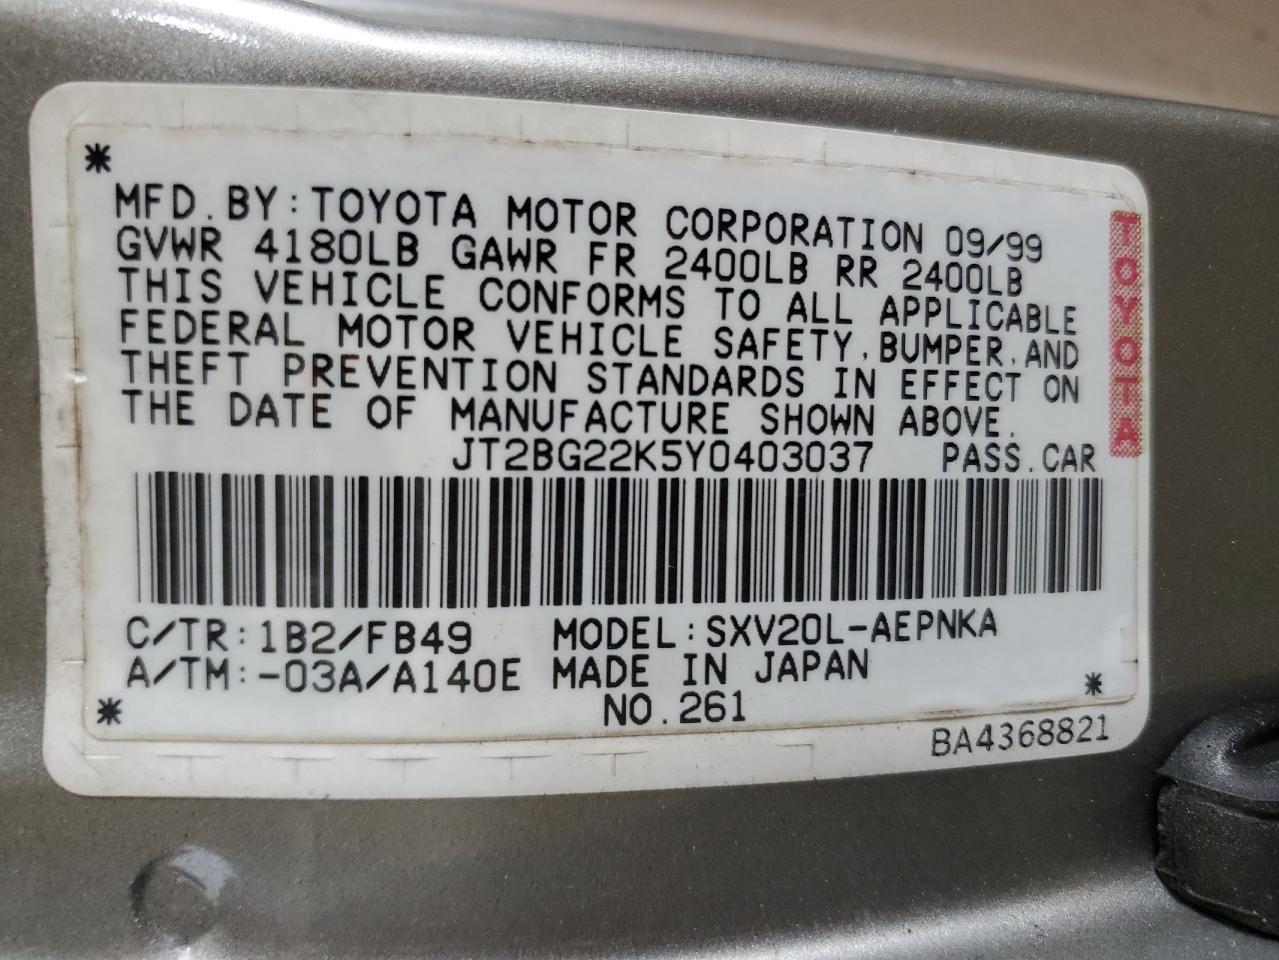 MFD.BY:TOYOTA MOTOR CORPORATION 09/99
GVWR 4180LB GAWR FR 2400LB RR 2400LB
THIS VEHICLE CONFORMS TO ALL APPLICABLE
FEDERAL MOTOR VEHICLE SAFETY,BUMPER,AND
THEFT PREVENTION STANDARDS IN EFFECT ON
THE DATE OF MANUFACTURE SHOWN ABOVE.
JT2BG22K5Y0403037 PASS.CAR
C/TR:1B2/FB49 MODEL:SXV20L-AEPNKA
A/TM:-03A/A140E MADE IN JAPAN
NO.261
BA4368821
TOYOTA